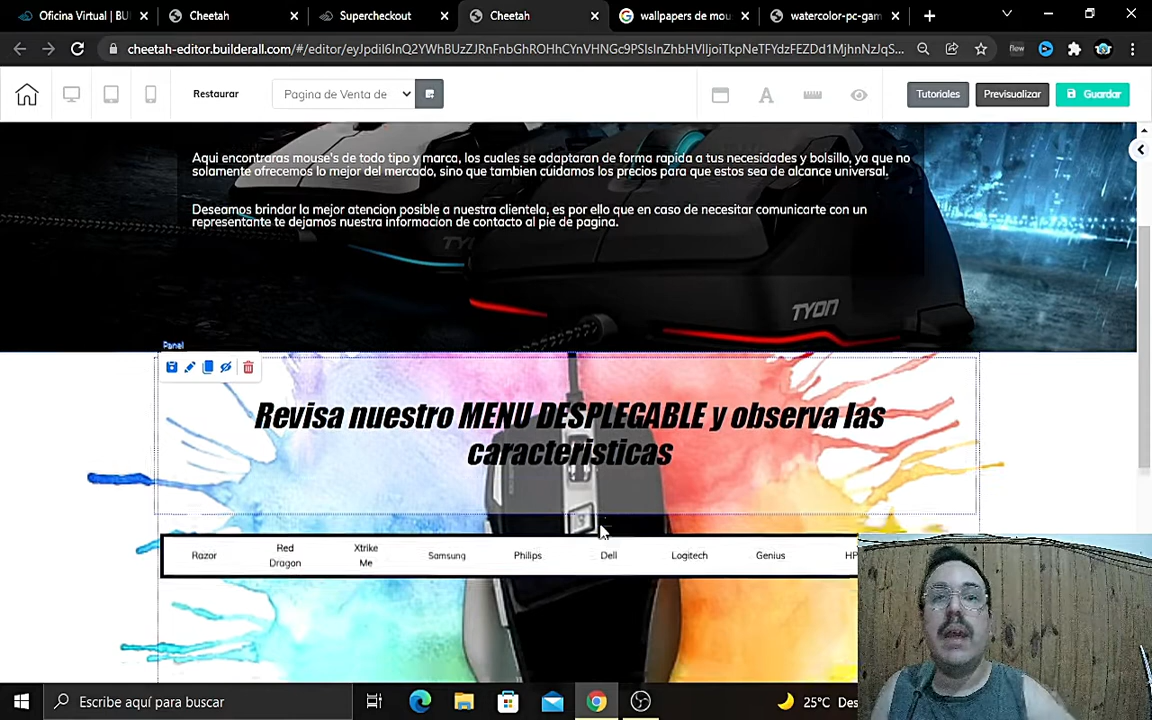 Oficina Virtual | BU
Cheetah
Supercheckout
Cheetah
wallpapers de mou
watercolor-pc-gam
cheetah-editor.builderall.com/#/editor/eyJpdiI6InQ2YWhBUzZJRnFnbGhROHhCYnVHNGc9PSIsInZhbHVlIjoiTkpNeTFYdzFEZDd1MjhnNzJqS...
flow
Restaurar
Pagina de Venta de
Tutoriales
Previsualizar
Guardar
Aqui encontraras mouse's de todo tipo y marca, los cuales se adaptaran de forma rapida a tus necesidades y bolsillo, ya que no
solamente ofrecemos lo mejor del mercado, sino que tambien cuidamos los precios para que estos sea de alcance universal.
Deseamos brindar la mejor atencion posible a nuestra clientela, es por ello que en caso de necesitar comunicarte con un
representante te dejamos nuestra informacion de contacto al pie de pagina.
TYON
Panel
Revisa nuestro MENU DESPLEGABLE y observa las
caracteristicas
Razor
Red
Dragon
Xtrike
Me
Samsung
Philips
Dell
Logitech
Genius
HP
Escribe aquí para buscar
25°C
Des